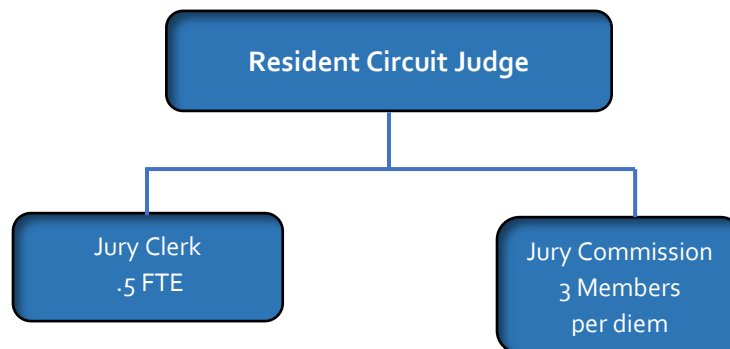 Resident Circuit Judge
Jury Clerk
.5 FTE
Jury Commission
3 Members
per diem